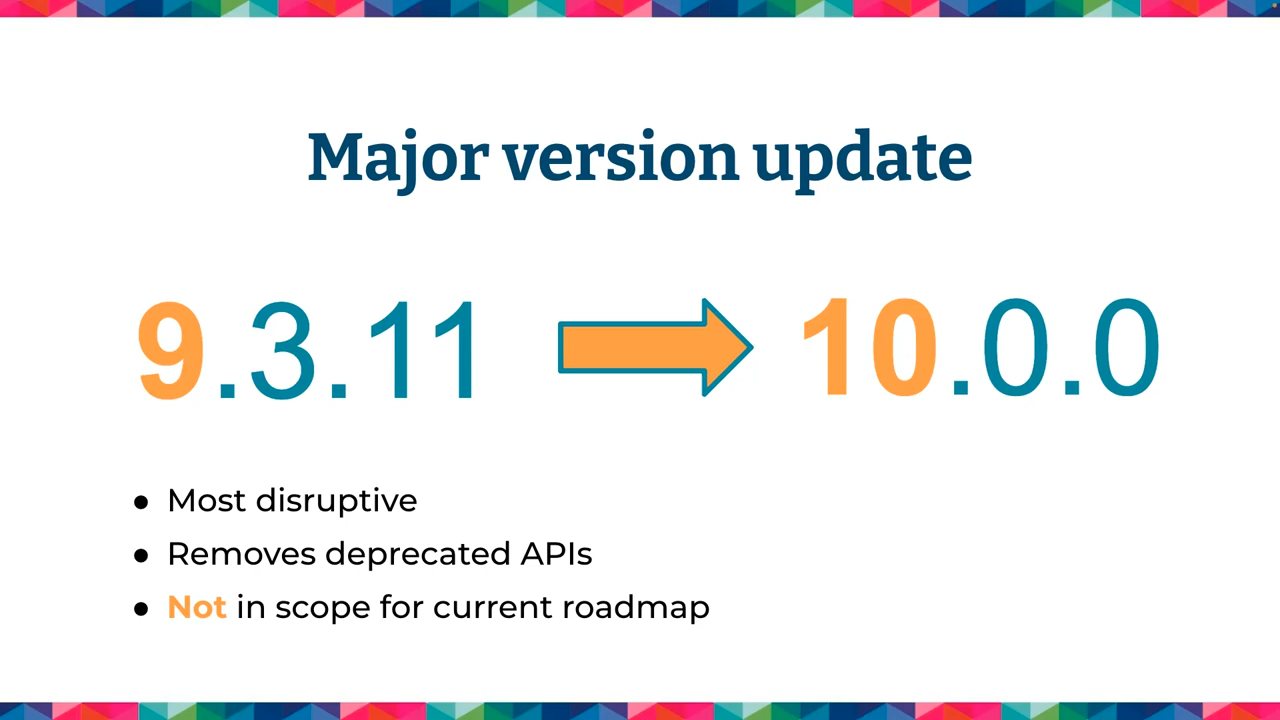 Major version update
9.3.11 10.0.0
● Most disruptive
● Removes deprecated APIs
● Not in scope for current roadmap